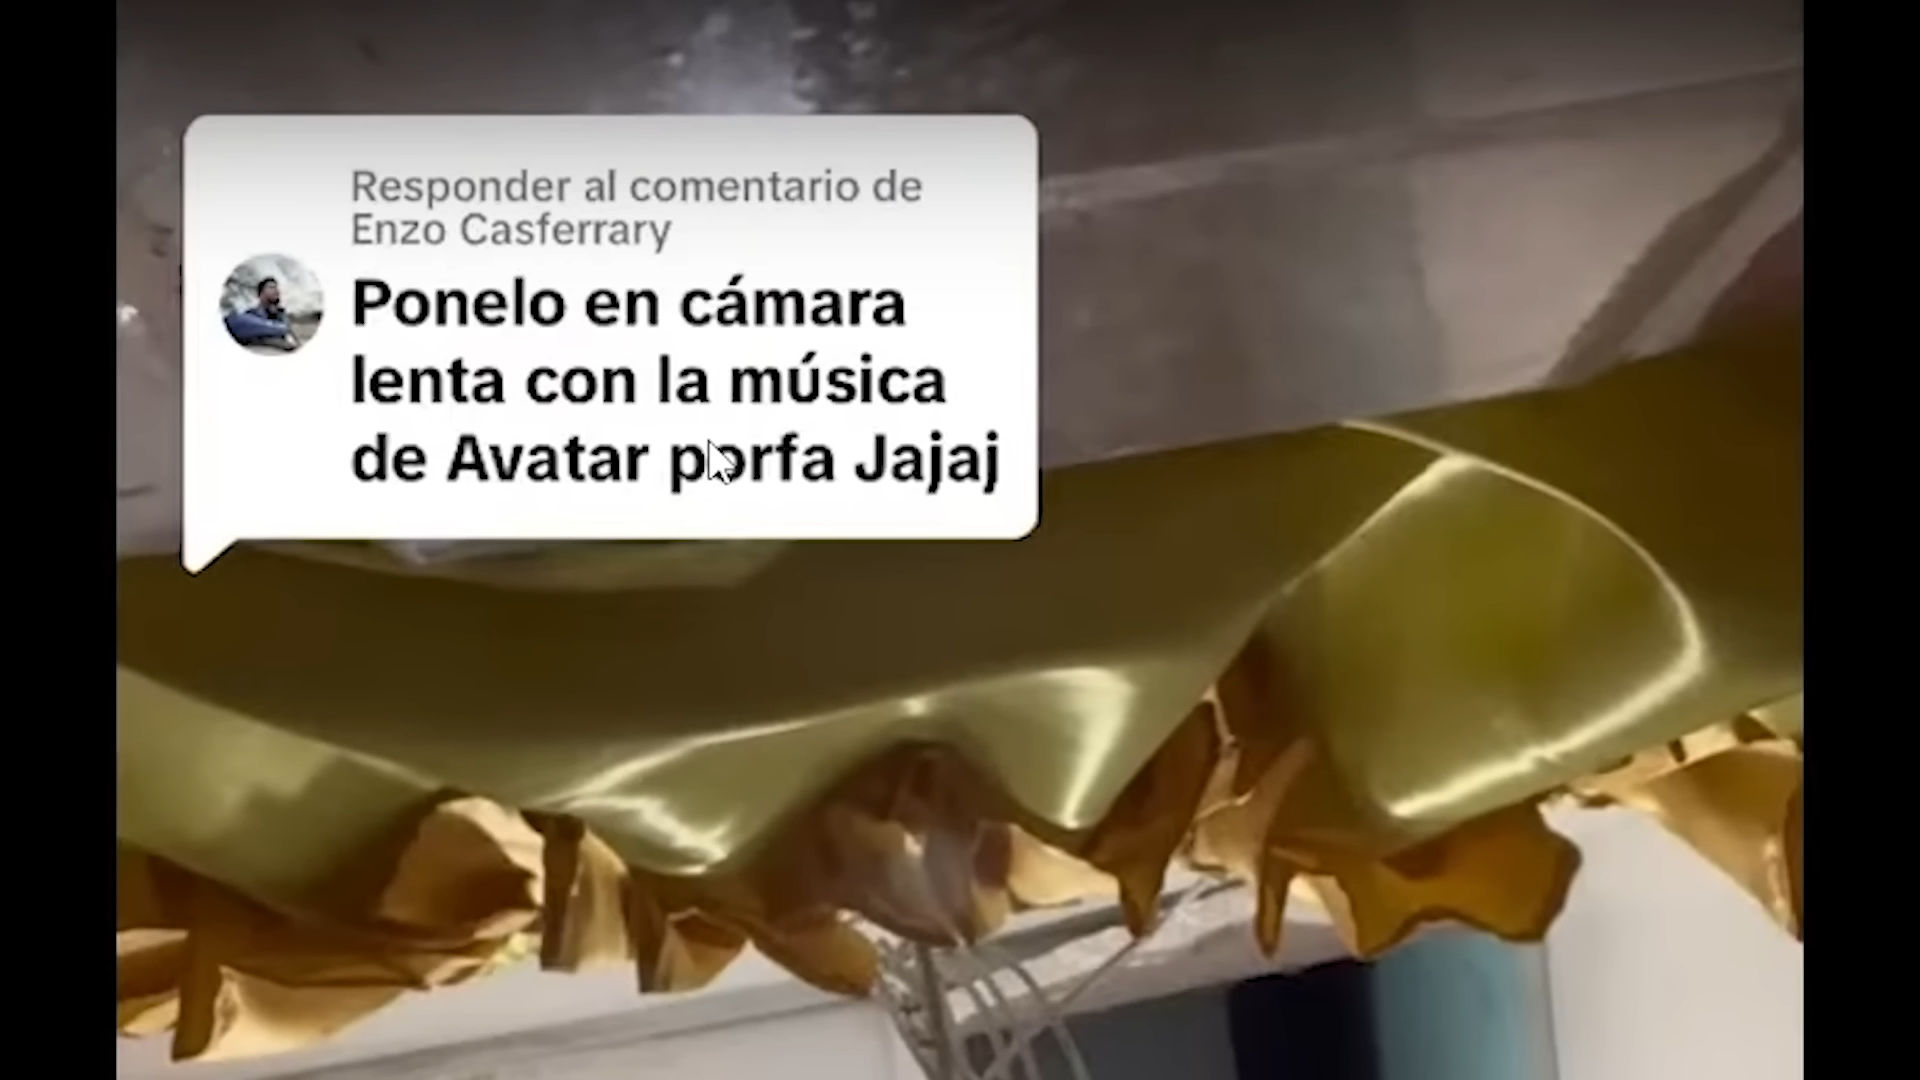 Responder al comentario de
Enzo Casferrary
Ponelo en cámara
lenta con la música
de Avatar porfa Jajaj